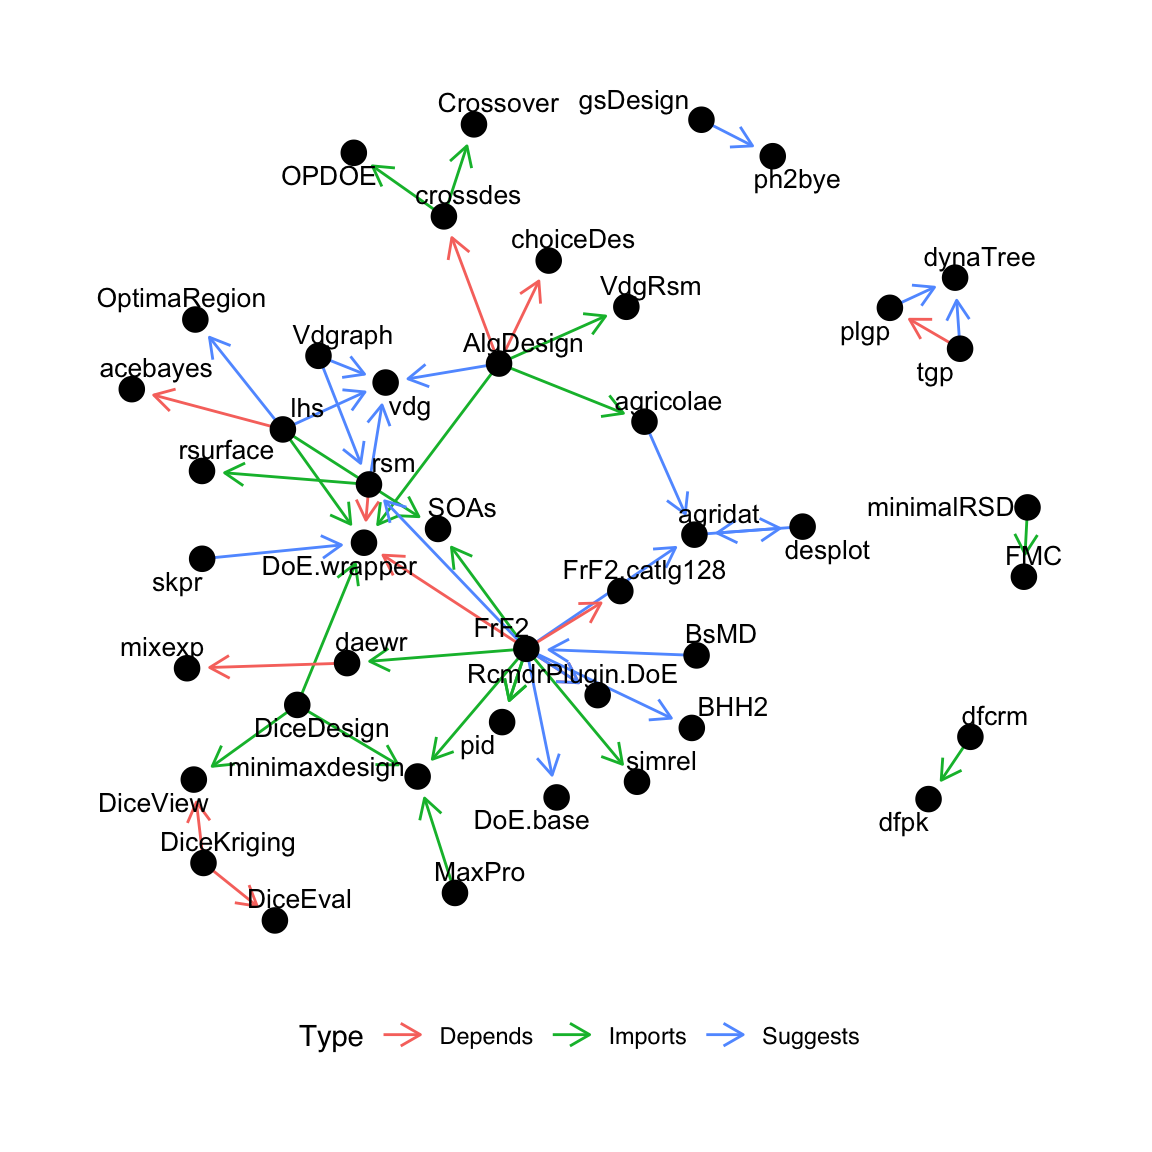 Crossover
gsDesign
OPDOE
ph2bye
crossdes
choiceDes
dynaTree
VdgRsm
OptimaRegion
Vdgraph
plgp
AlgDesign
acebayes
tgp
lhs
vdg
agricolae
rsurface
rsm
SOAs
minimalRSD
agridat
desplot
FMC
DoE.wrapper
skpr
FrF2.catlg128
FrF2
BsMD
mixexp
daewr
RcmdrPlugin.DoE
BHH2
dfcrm
DiceDesign
pid
simrel
minimaxdesign
DiceView
DoE.base
dfpk
DiceKriging
MaxPro
DiceEval
Type Depends Imports Suggests